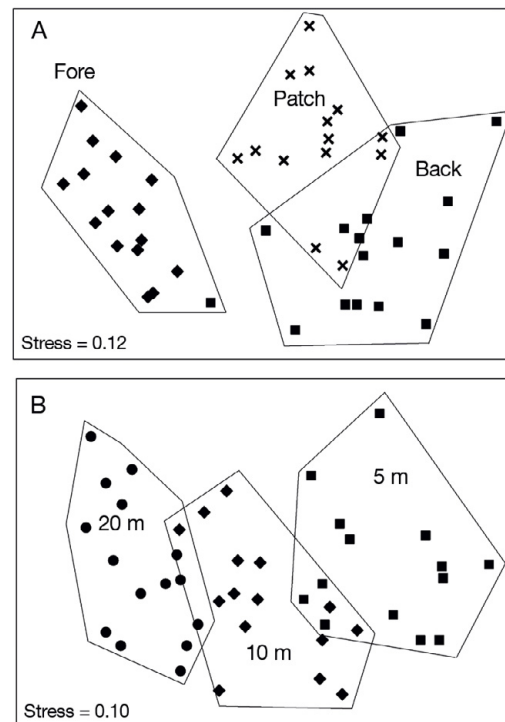 A
Fore
Patch
Back
Stress = 0.12
B
5 m
20 m
10 m
Stress = 0.10